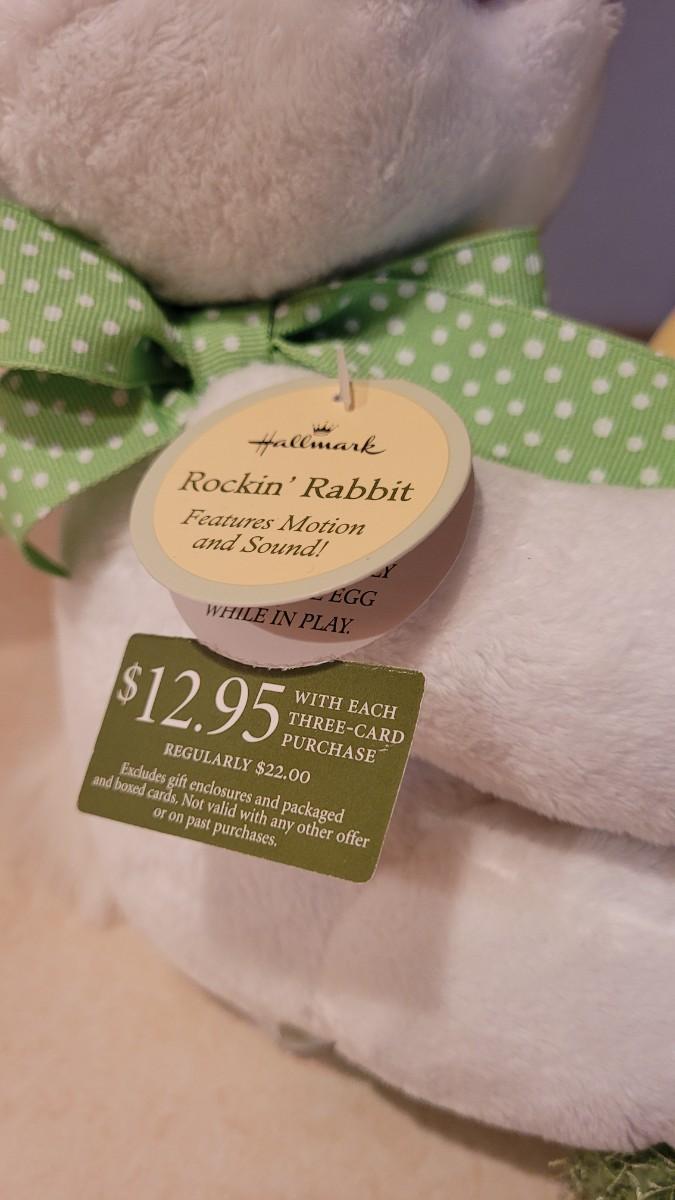 Hallmark
Rockin' Rabbit
Features Motion
and Sound!
EGG
WHILE IN PLAY.
$12.95
WITH EACH
THREE-CARD
PURCHASE
REGULARLY $22.00
Excludes gift enclosures and packaged
and boxed cards. Not valid with any other offer
or on past purchases.